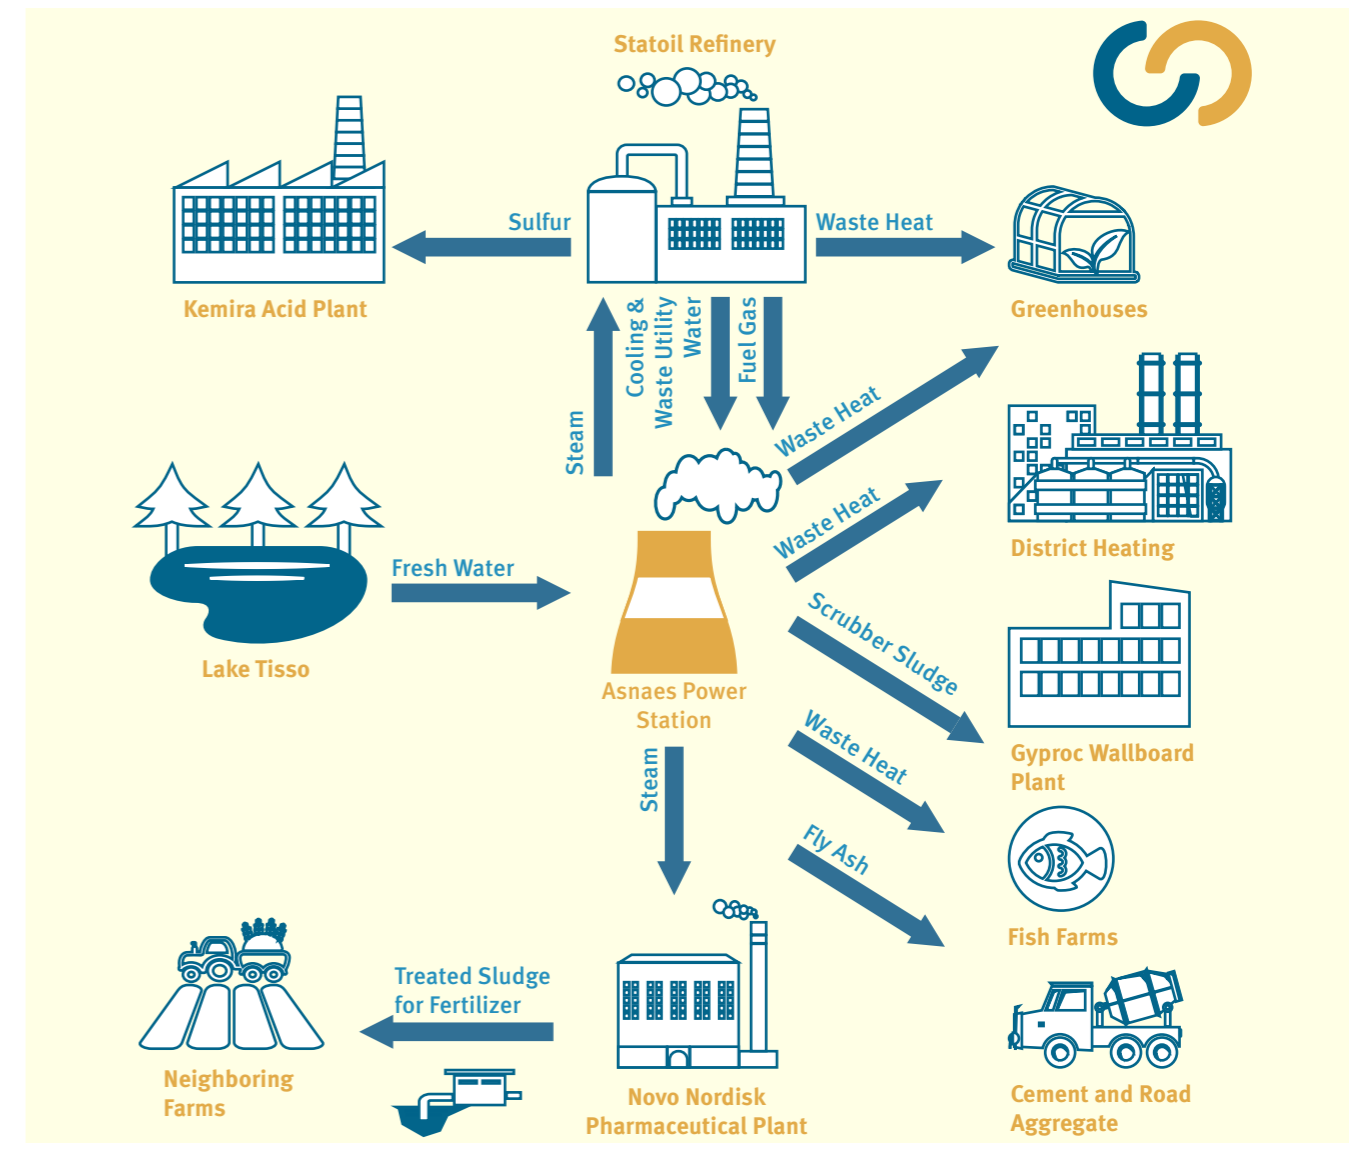 Statoil Refinery
Sulfur
Waste Heat
Kemira Acid Plant
Greenhouses
Steam
Cooling &
Waste Utility
Water
Fuel Gas
Waste Heat
Waste Heat
District Heating
Fresh Water
Lake Tisso
Scrubber Sludge
Asnaes Power
Station
Gyproc Wallboard
Plant
Steam
Waste Heat
Fly Ash
Fish Farms
Treated Sludge
for Fertilizer
Neighboring
Farms
Novo Nordisk
Pharmaceutical Plant
Cement and Road
Aggregate